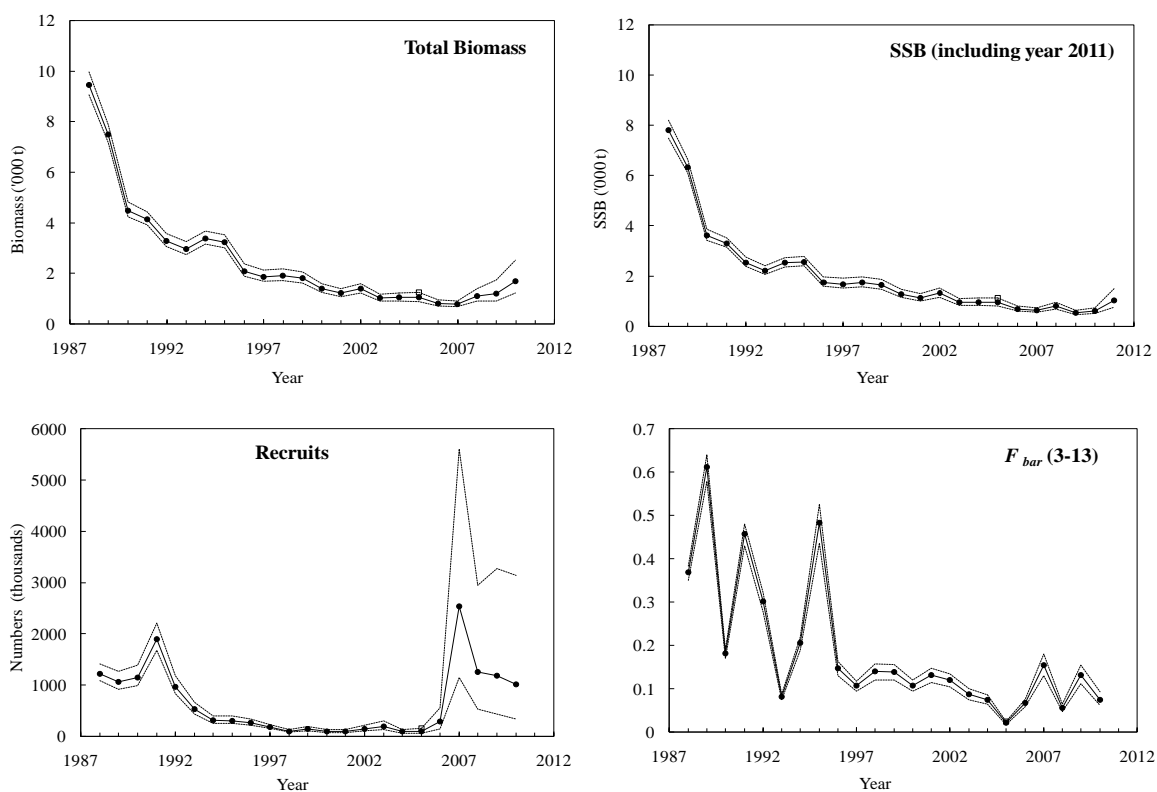 Total Biomass
Biomass ('000 t)
12
10
8
6
4
2
0
1987 1992 1997 2002 2007 2012
Year
SSB (including year 2011)
SSB ('000 t)
12
10
8
6
4
2
0
1987 1992 1997 2002 2007 2012
Year
Recruits
Numbers (thousands)
6000
5000
4000
3000
2000
1000
0
1987 1992 1997 2002 2007 2012
Year
F bar (3-13)
0.7
0.6
0.5
0.4
0.3
0.2
0.1
0
1987 1992 1997 2002 2007 2012
Year